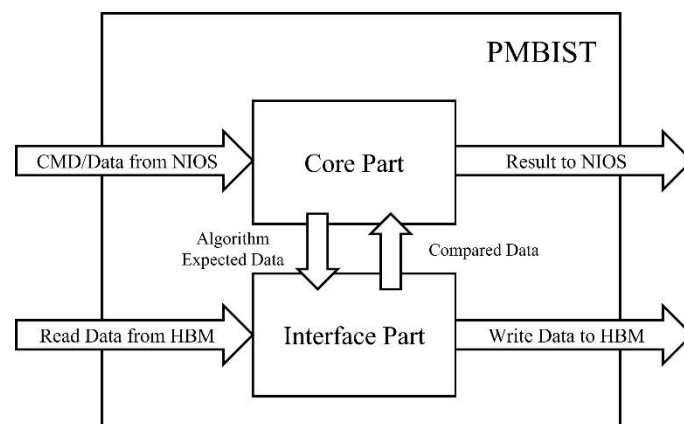 PMBIST
CMD/Data from NIOS
Core Part
Result to NIOS
Algorithm
Expected Data
Compared Data
Read Data from HBM
Interface Part
Write Data to HBM